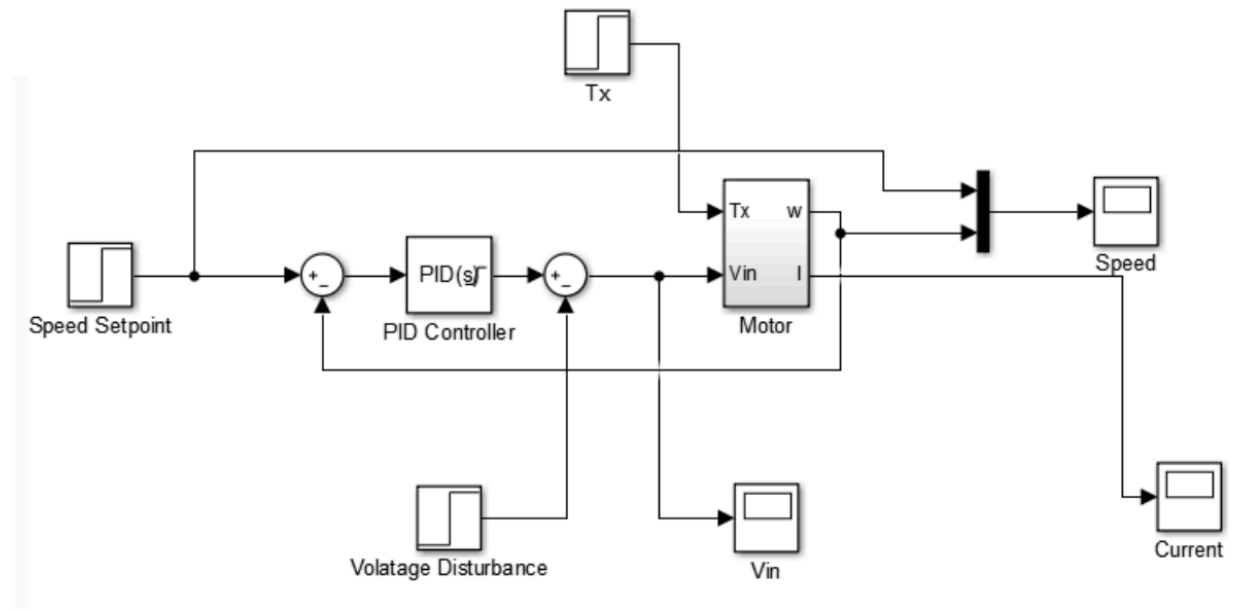 Tx
Tx w
Speed
Speed Setpoint
+
−
PID(s)
PID Controller
+
−
Vin I
Motor
Volatage Disturbance
Vin
Current